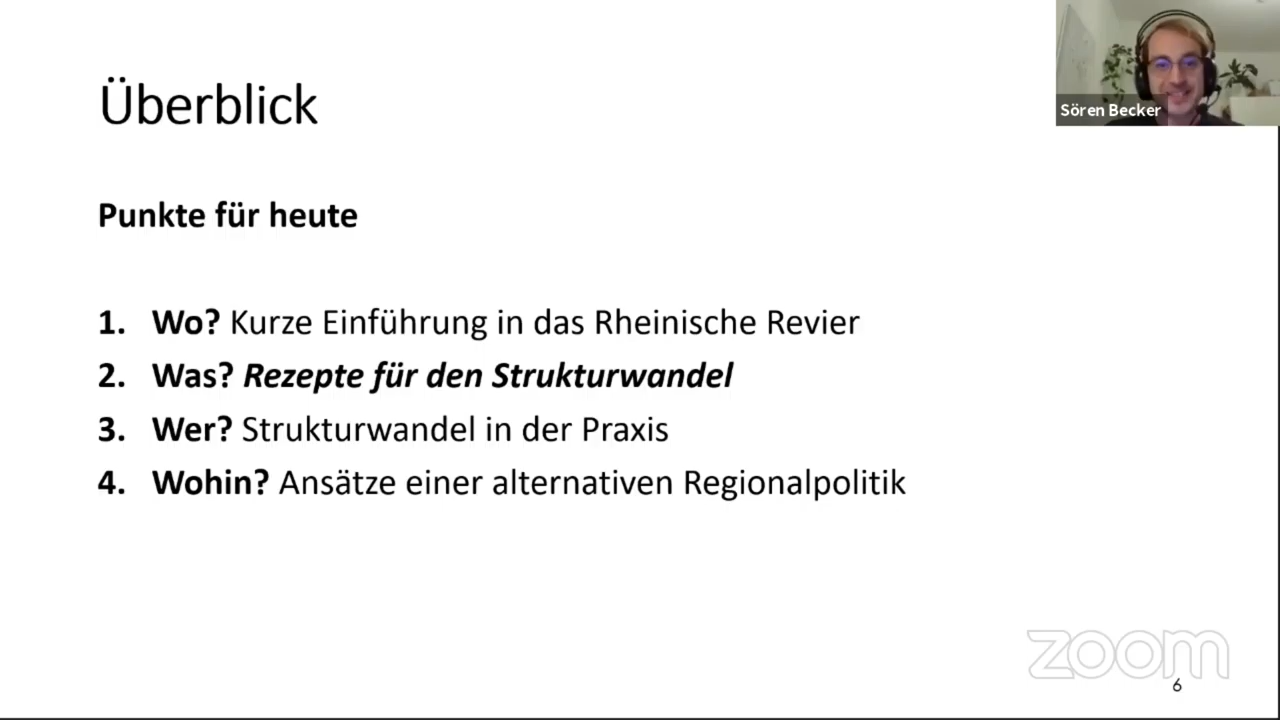 Überblick
Sören Becker
Punkte für heute
1. Wo? Kurze Einführung in das Rheinische Revier
2. Was? Rezepte für den Strukturwandel
3. Wer? Strukturwandel in der Praxis
4. Wohin? Ansätze einer alternativen Regionalpolitik
zoom
6